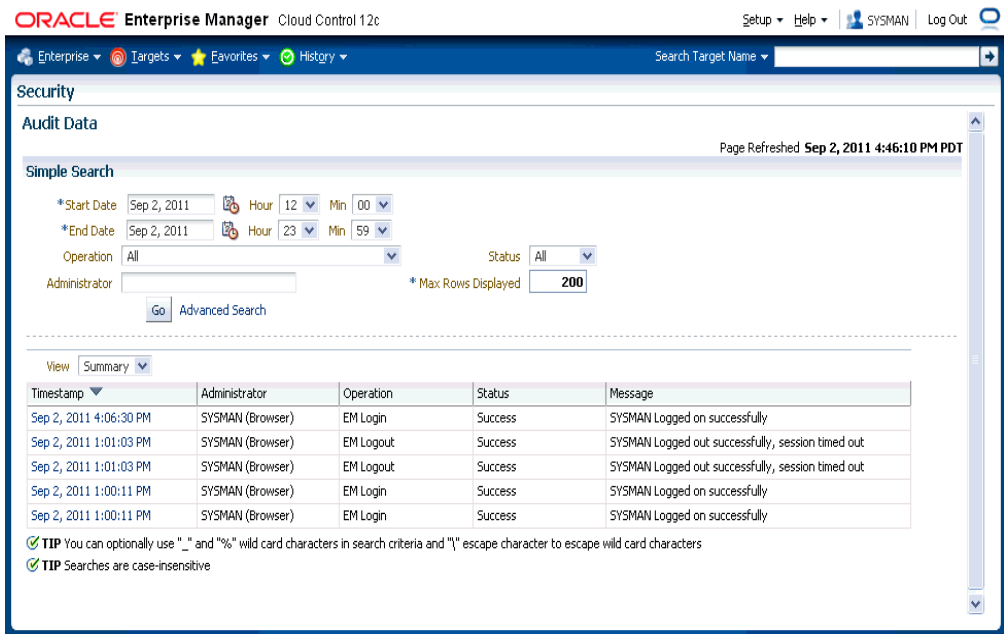 ORACLE Enterprise Manager Cloud Control 12c
Setup Help SYSMAN Log Out
Enterprise Targets Favorites History Search Target Name
Security
Audit Data
Page Refreshed Sep 2, 2011 4:46:10 PM PDT
Simple Search
*Start Date Sep 2, 2011 Hour 12 Min 00
*End Date Sep 2, 2011 Hour 23 Min 59
Operation All Status All
Administrator * Max Rows Displayed 200
Go Advanced Search
View Summary
Timestamp Administrator Operation Status Message
Sep 2, 2011 4:06:30 PM SYSMAN (Browser) EM Login Success SYSMAN Logged on successfully
Sep 2, 2011 1:01:03 PM SYSMAN (Browser) EM Logout Success SYSMAN Logged out successfully, session timed out
Sep 2, 2011 1:01:03 PM SYSMAN (Browser) EM Logout Success SYSMAN Logged out successfully, session timed out
Sep 2, 2011 1:00:11 PM SYSMAN (Browser) EM Login Success SYSMAN Logged on successfully
Sep 2, 2011 1:00:11 PM SYSMAN (Browser) EM Login Success SYSMAN Logged on successfully
TIP You can optionally use "_" and "%" wild card characters in search criteria and "\" escape character to escape wild card characters
TIP Searches are case-insensitive